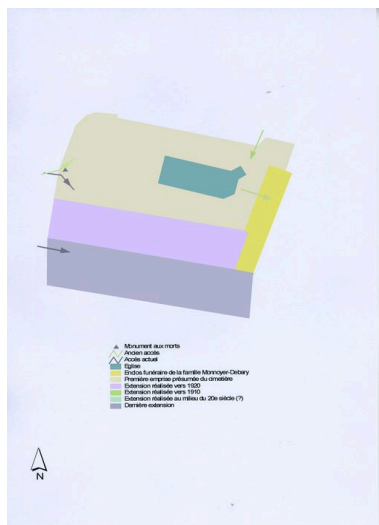 Monument aux morts
Ancien accès
Accès actuel
Eglise
Enclos funéraire de la famille Monnoyer-Debary
Première emprise présumée du cimetière
Extension réalisée vers 1920
Extension réalisée vers 1910
Extension réalisée au milieu du 20e siècle (?)
Dernière extension
N